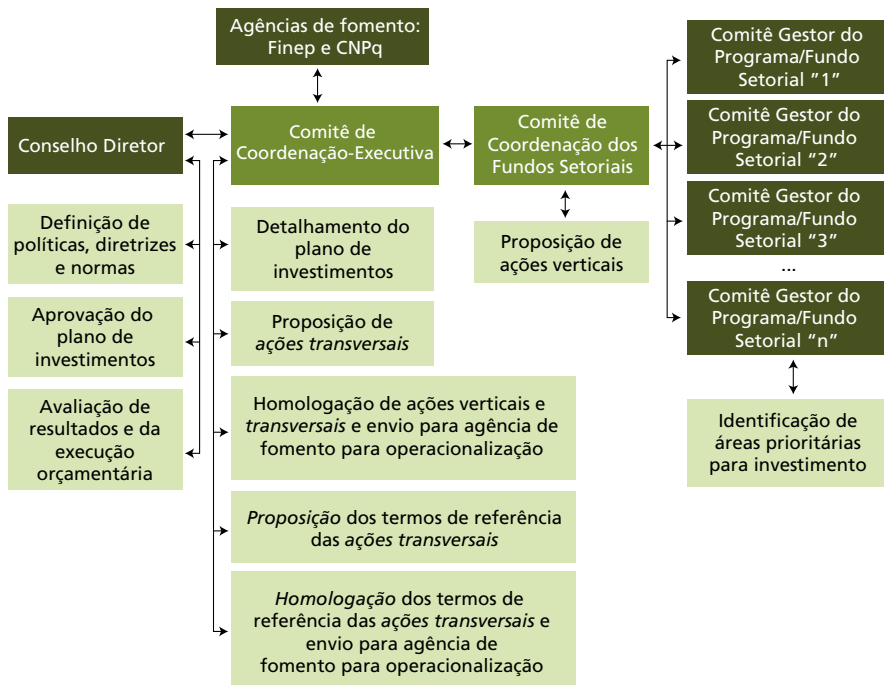 Agências de fomento:
Finep e CNPq
Conselho Diretor
Comitê de
Coordenação-Executiva
Comitê de
Coordenação dos
Fundos Setoriais
Comitê Gestor do
Programa/Fundo
Setorial "1"
Comitê Gestor do
Programa/Fundo
Setorial "2"
Comitê Gestor do
Programa/Fundo
Setorial "3"
...
Comitê Gestor do
Programa/Fundo
Setorial "n"
Identificação de
áreas prioritárias
para investimento
Definição de
políticas, diretrizes
e normas
Aprovação do
plano de
investimentos
Avaliação de
resultados e da
execução
orçamentária
Detalhamento do
plano de
investimentos
Proposição de
ações transversais
Homologação de ações verticais e
transversais e envio para agência de
fomento para operacionalização
Proposição dos termos de referência
das ações transversais
Homologação dos termos de
referência das ações transversais e
envio para agência de
fomento para operacionalização
Proposição de
ações verticais